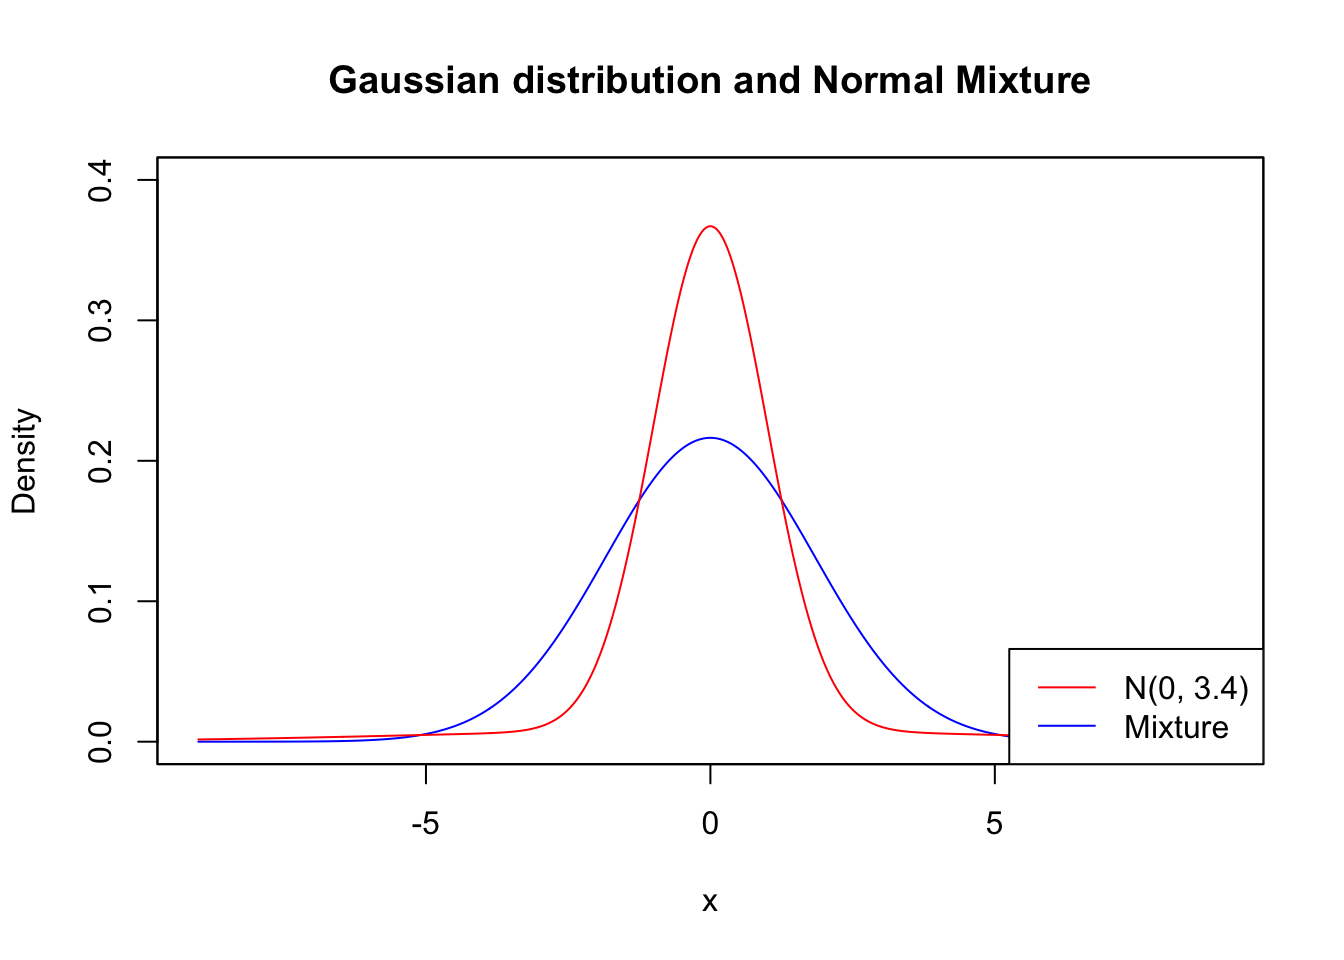 Gaussian distribution and Normal Mixture
0.4
0.3
0.2
0.1
0.0
Density
-5
0
5
x
N(0, 3.4)
Mixture